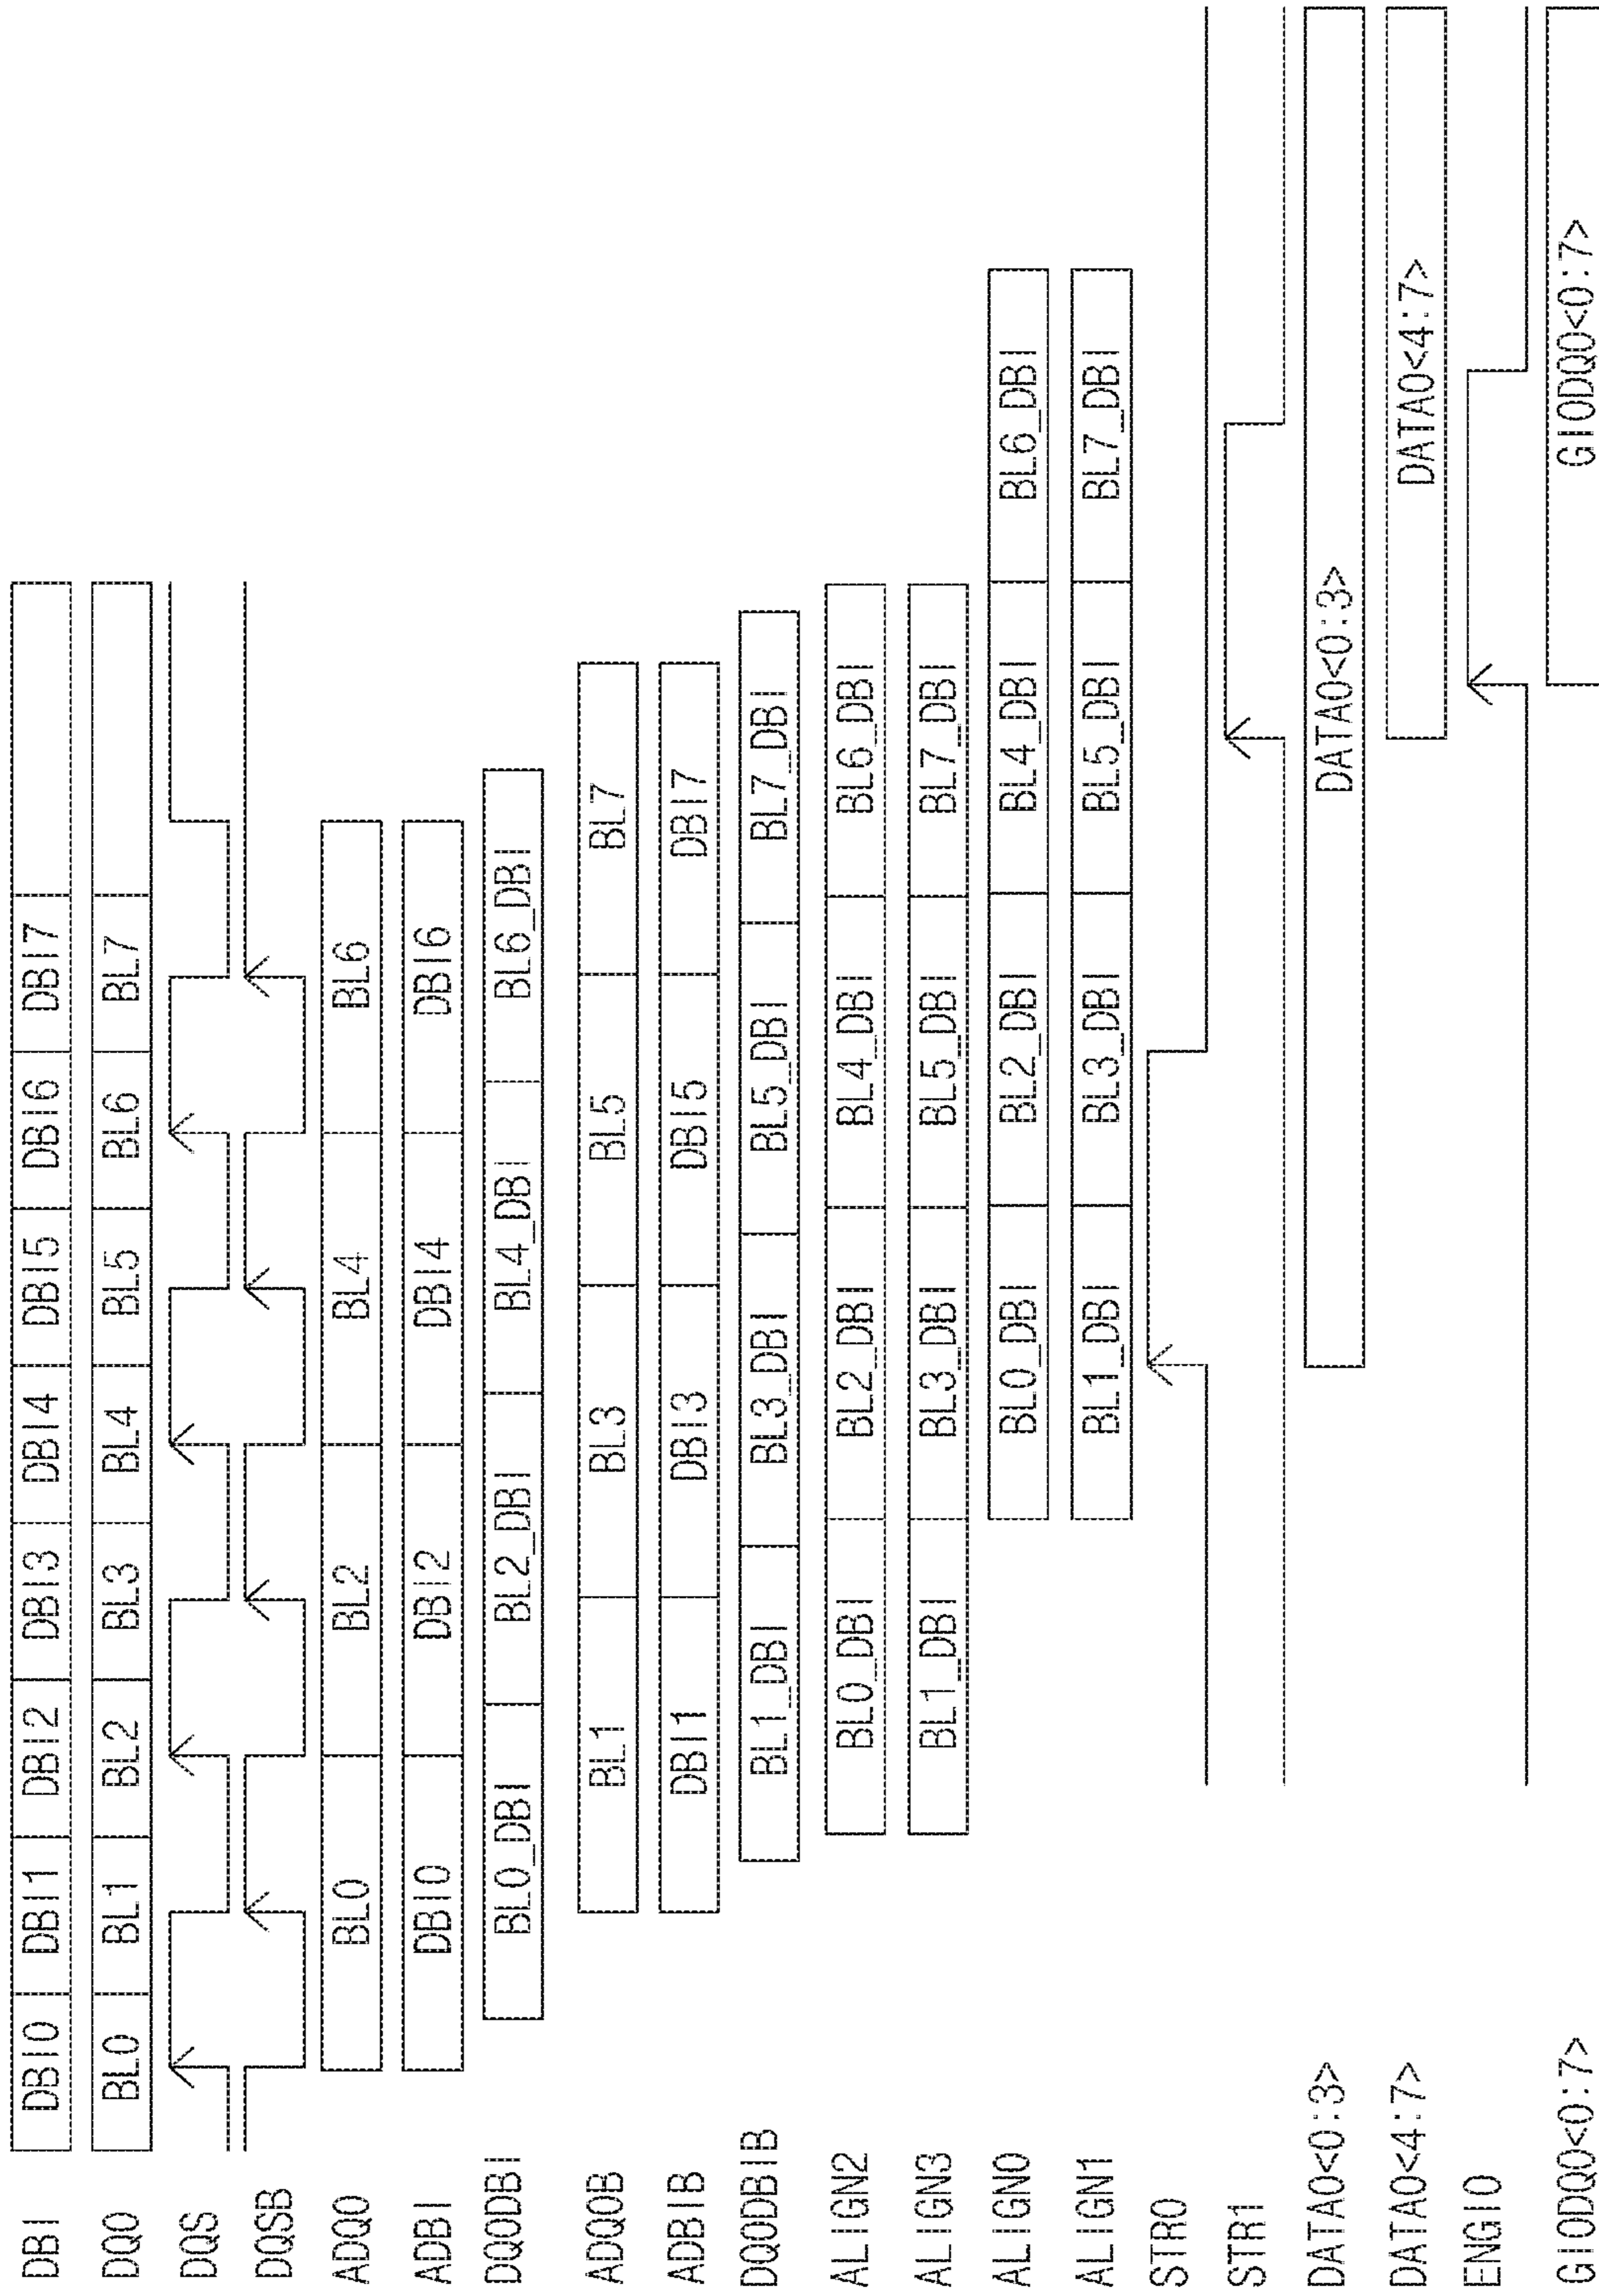 DBI DBI0 DBI1 DBI2 DBI3 DBI4 DBI5 DBI6 DBI7
DQ0 BL0 BL1 BL2 BL3 BL4 BL5 BL6 BL7
DQS
DQSB
ADQ0 BL0 BL2 BL4 BL6
ADBI DBI0 DBI2 DBI4 DBI6
DQ0DBI BL0_DBI BL2_DBI BL4_DBI BL6_DBI
ADQ0B BL1 BL3 BL5 BL7
ADBIB DBI1 DBI3 DBI5 DBI7
DQ0DBIB BL1_DBI BL3_DBI BL5_DBI BL7_DBI
ALIGN2 BL0_DBI BL2_DBI BL4_DBI BL6_DBI
ALIGN3 BL1_DBI BL3_DBI BL5_DBI BL7_DBI
ALIGN0 BL0_DBI BL2_DBI BL4_DBI BL6_DBI
ALIGN1 BL1_DBI BL3_DBI BL5_DBI BL7_DBI
STR0
STR1
DATA0<0:3> DATA0<0:3>
DATA0<4:7> DATA0<4:7>
ENGIO
GIODQ0<0:7> GIODQ0<0:7>